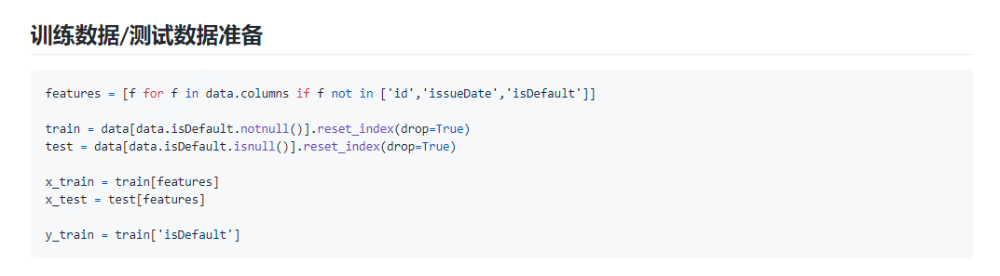 训练数据/测试数据准备
features = [f for f in data.columns if f not in ['id','issueDate','isDefault']]
train = data[data.isDefault.notnull()].reset_index(drop=True)
test = data[data.isDefault.isnull()].reset_index(drop=True)
x_train = train[features]
x_test = test[features]
y_train = train['isDefault']